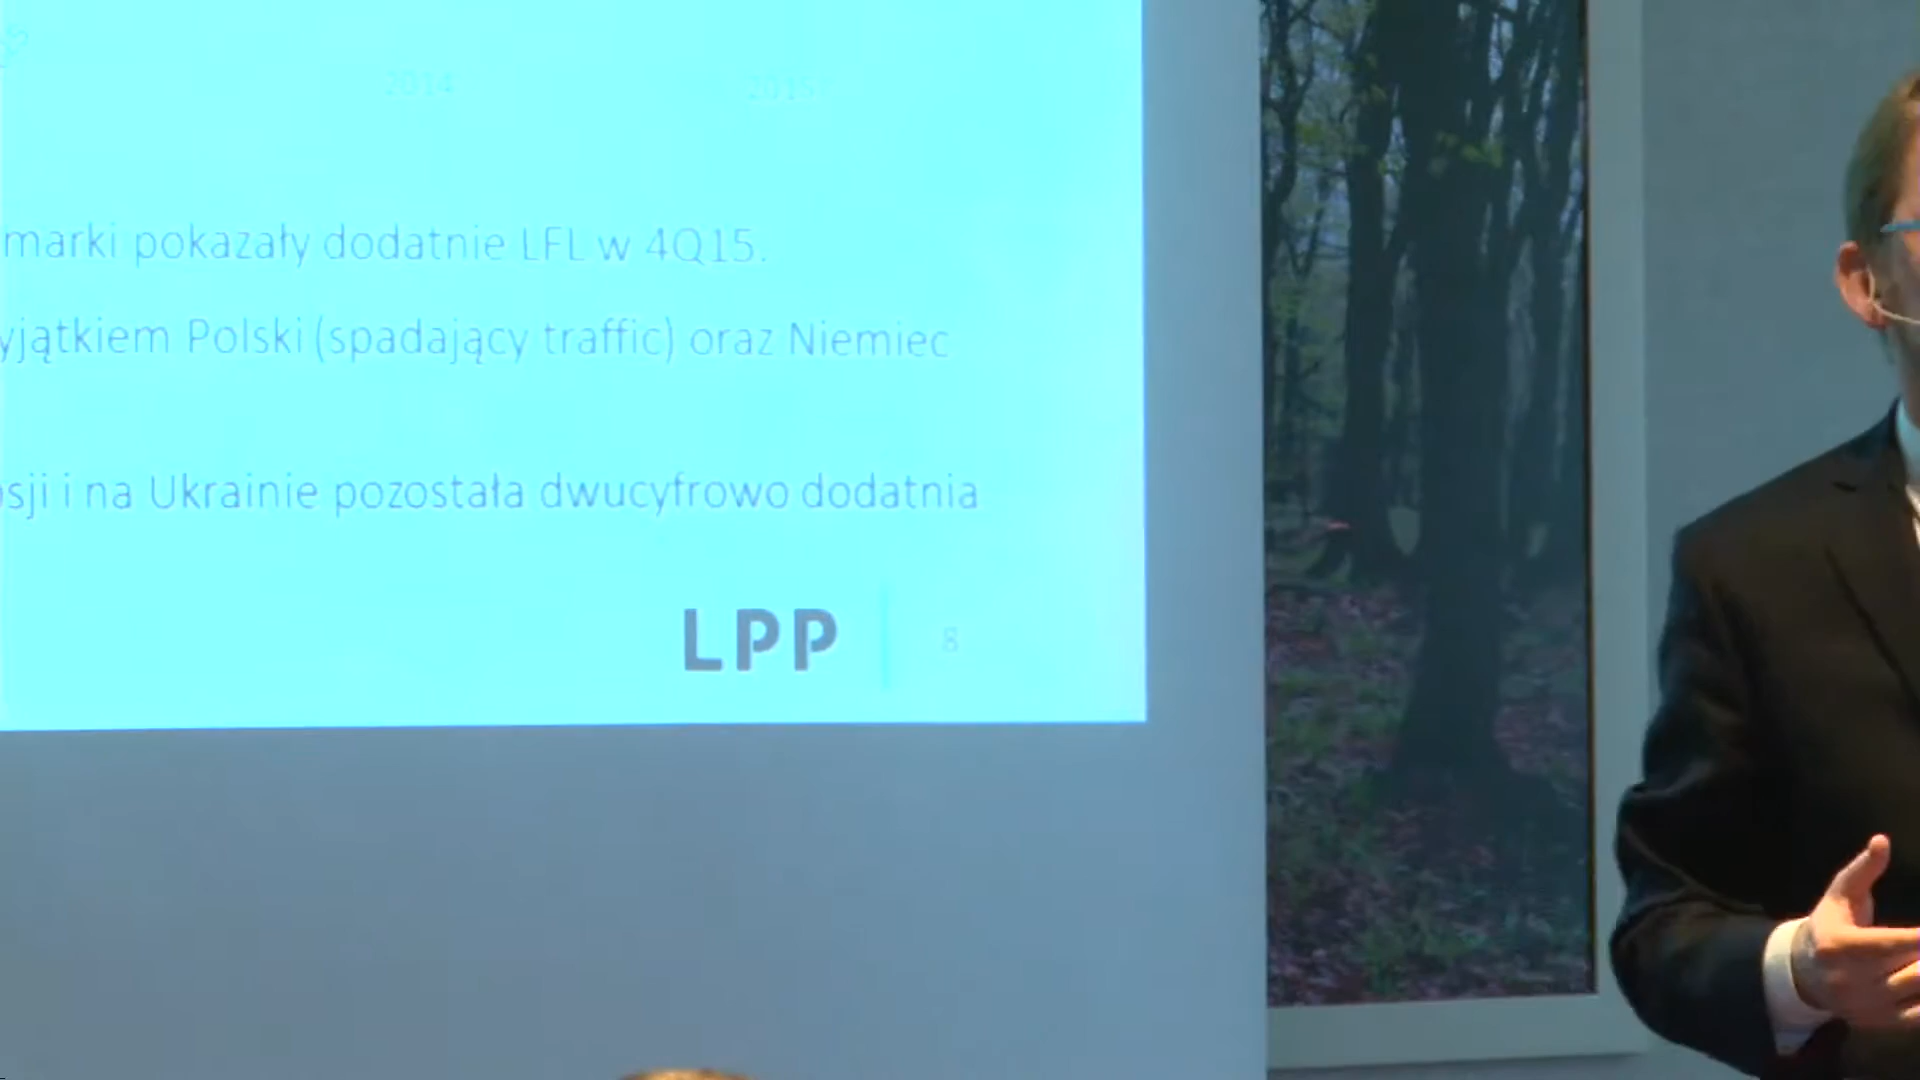 2014
2015
marki pokazały dodatnie LFL w 4Q15.
yjątkiem Polski (spadający traffic) oraz Niemiec
osji i na Ukrainie pozostała dwucyfrowo dodatnia
LPP 8